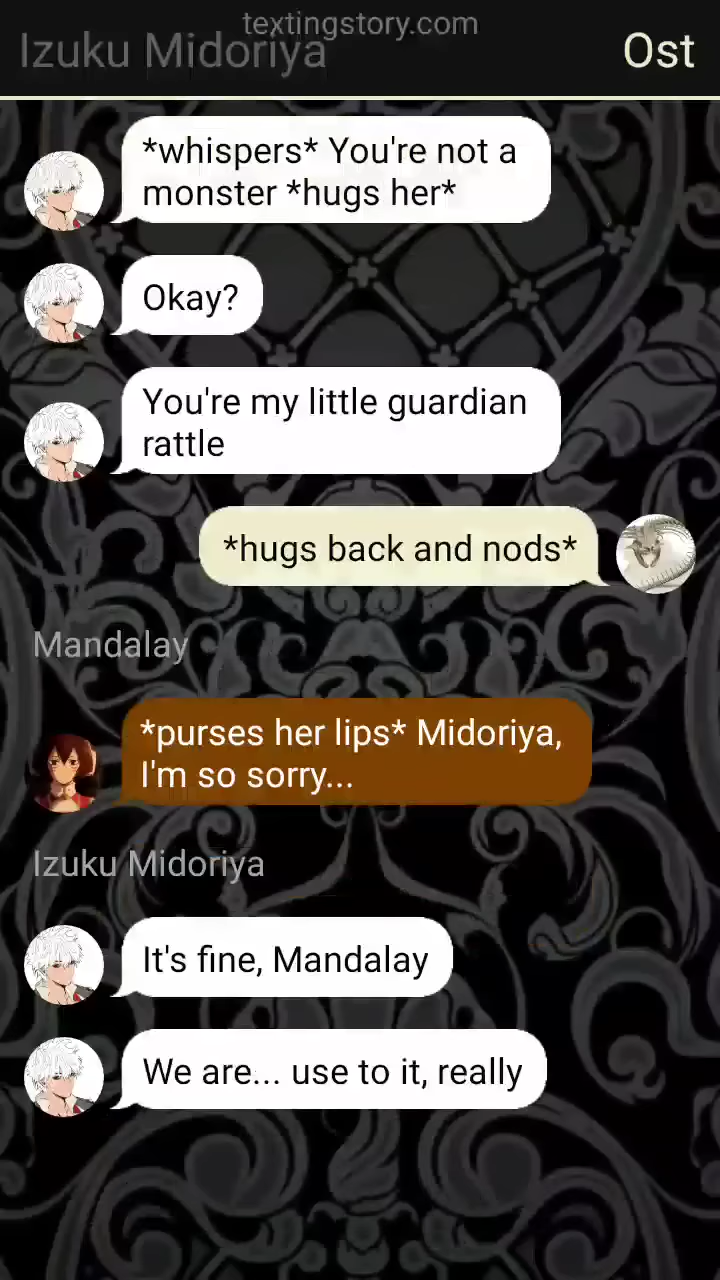 textingstory.com
Izuku Midoriya
Ost
*whispers* You're not a
monster *hugs her*
Okay?
You're my little guardian
rattle
*hugs back and nods*
Mandalay
*purses her lips* Midoriya,
I'm so sorry...
Izuku Midoriya
It's fine, Mandalay
We are... use to it, really